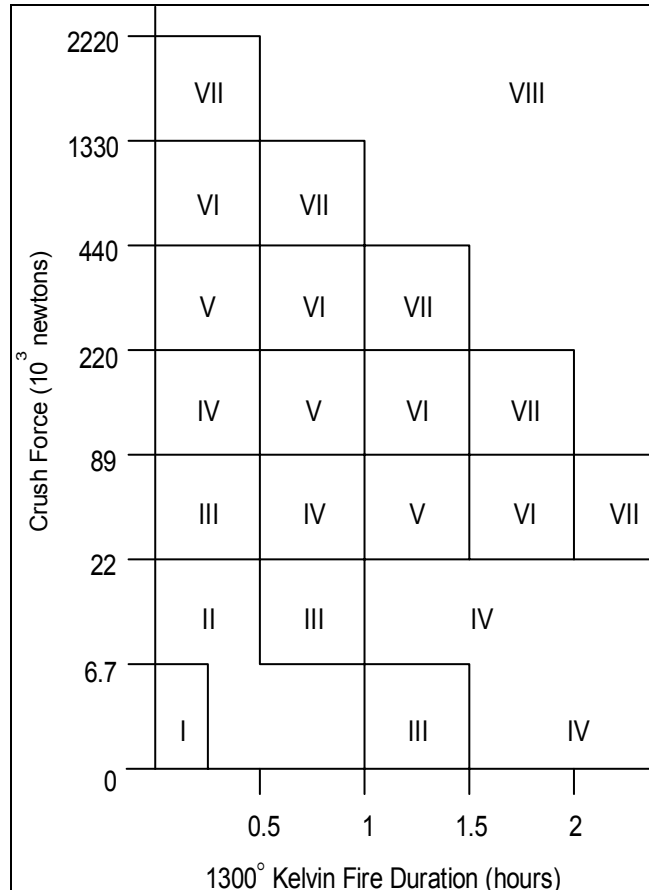 2220
VII VIII
1330
VI VII
440
V VI VII
220
IV V VI VII
89
III IV V VI VII
22
II III IV
6.7
I III IV
0
0.5 1 1.5 2
Crush Force (10³ newtons)
1300° Kelvin Fire Duration (hours)